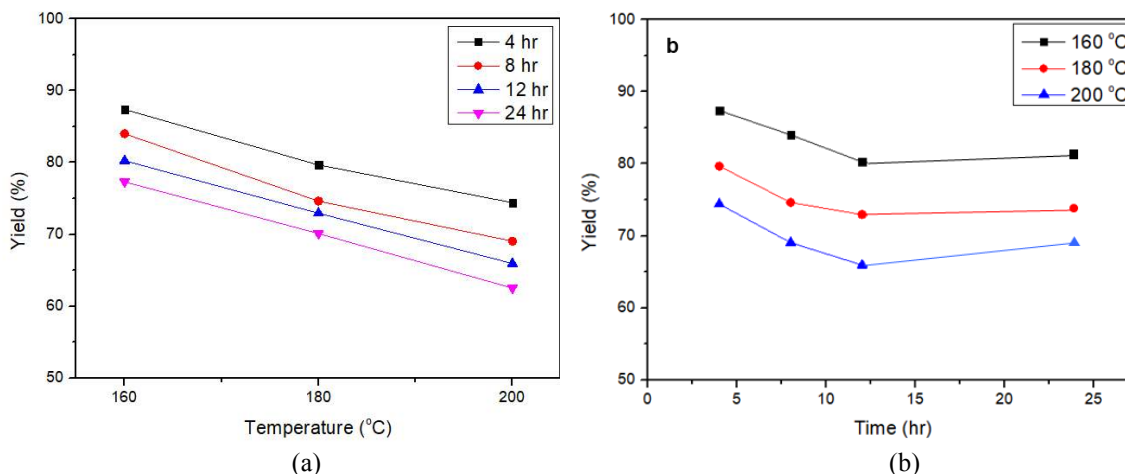 100
90
80
70
60
50
Yield (%)
160
180
200
Temperature (°C)
4 hr
8 hr
12 hr
24 hr
(a)
b
100
90
80
70
60
50
Yield (%)
0
5
10
15
20
25
Time (hr)
160 °C
180 °C
200 °C
(b)